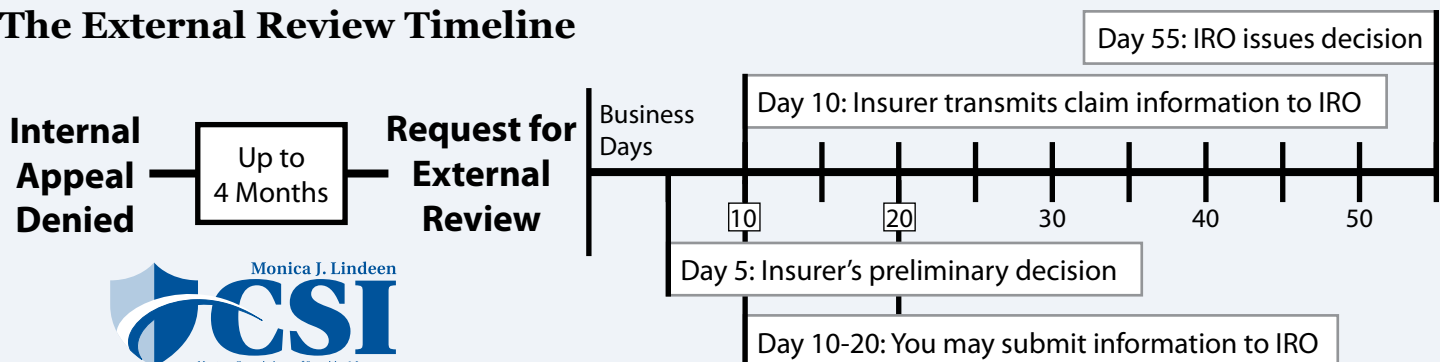 The External Review Timeline
Day 55: IRO issues decision
Day 10: Insurer transmits claim information to IRO
Internal
Appeal
Denied
Up to
4 Months
Request for
External
Review
Business
Days
10
20
30
40
50
Day 5: Insurer's preliminary decision
Day 10-20: You may submit information to IRO
Monica J. Lindeen
CSI